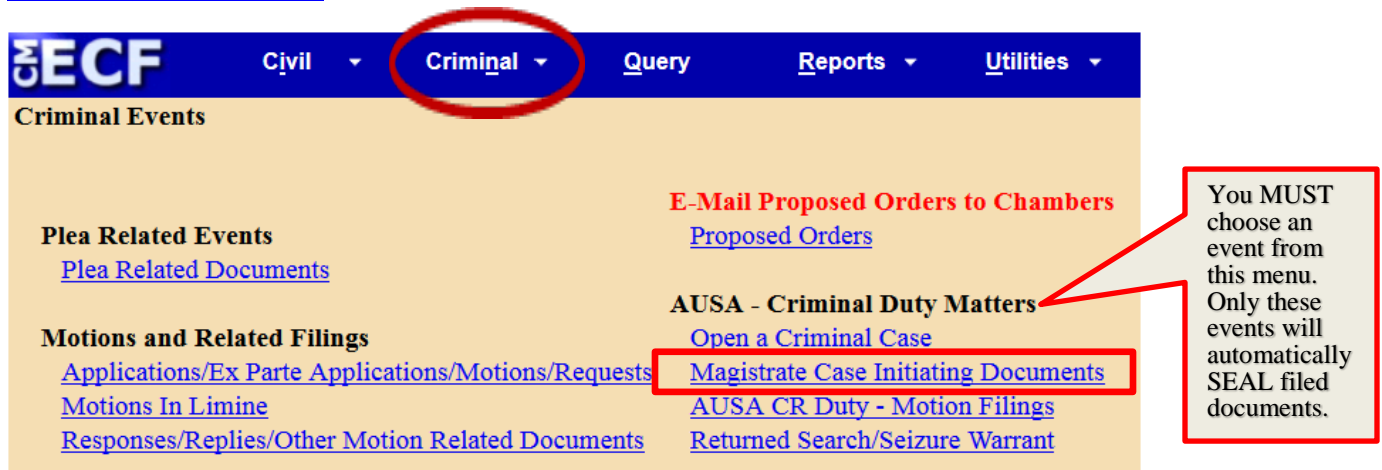 CM ECF Civil Criminal Query Reports Utilities
Criminal Events
Plea Related Events
Plea Related Documents
Motions and Related Filings
Applications/Ex Parte Applications/Motions/Requests
Motions In Limine
Responses/Replies/Other Motion Related Documents
E-Mail Proposed Orders to Chambers
Proposed Orders
AUSA - Criminal Duty Matters
Open a Criminal Case
Magistrate Case Initiating Documents
AUSA CR Duty - Motion Filings
Returned Search/Seizure Warrant
You MUST
choose an
event from
this menu.
Only these
events will
automatically
SEAL filed
documents.